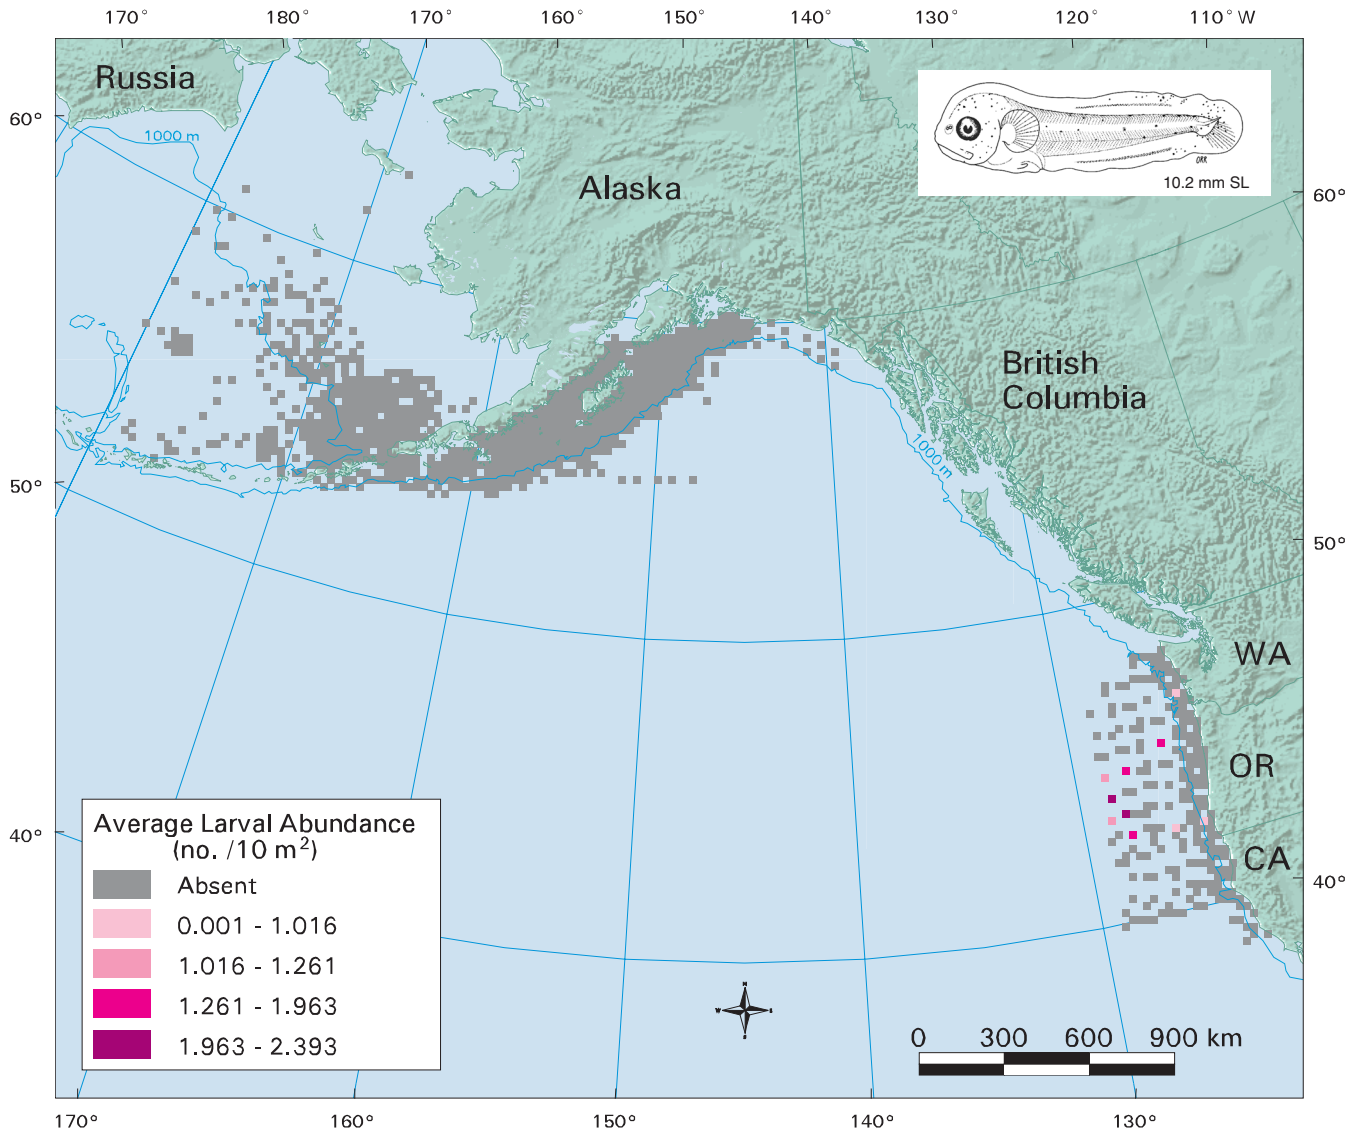 170° 180° 170° 160° 150° 140° 130° 120° 110° W
Russia
60°
1000 m
Alaska
ORR
10.2 mm SL
60°
British
Columbia
1000 m
50°
50°
WA
OR
CA
40°
40°
Average Larval Abundance
(no. /10 m²)
Absent
0.001 - 1.016
1.016 - 1.261
1.261 - 1.963
1.963 - 2.393
N
W
S
0 300 600 900 km
170° 160° 150° 140° 130°